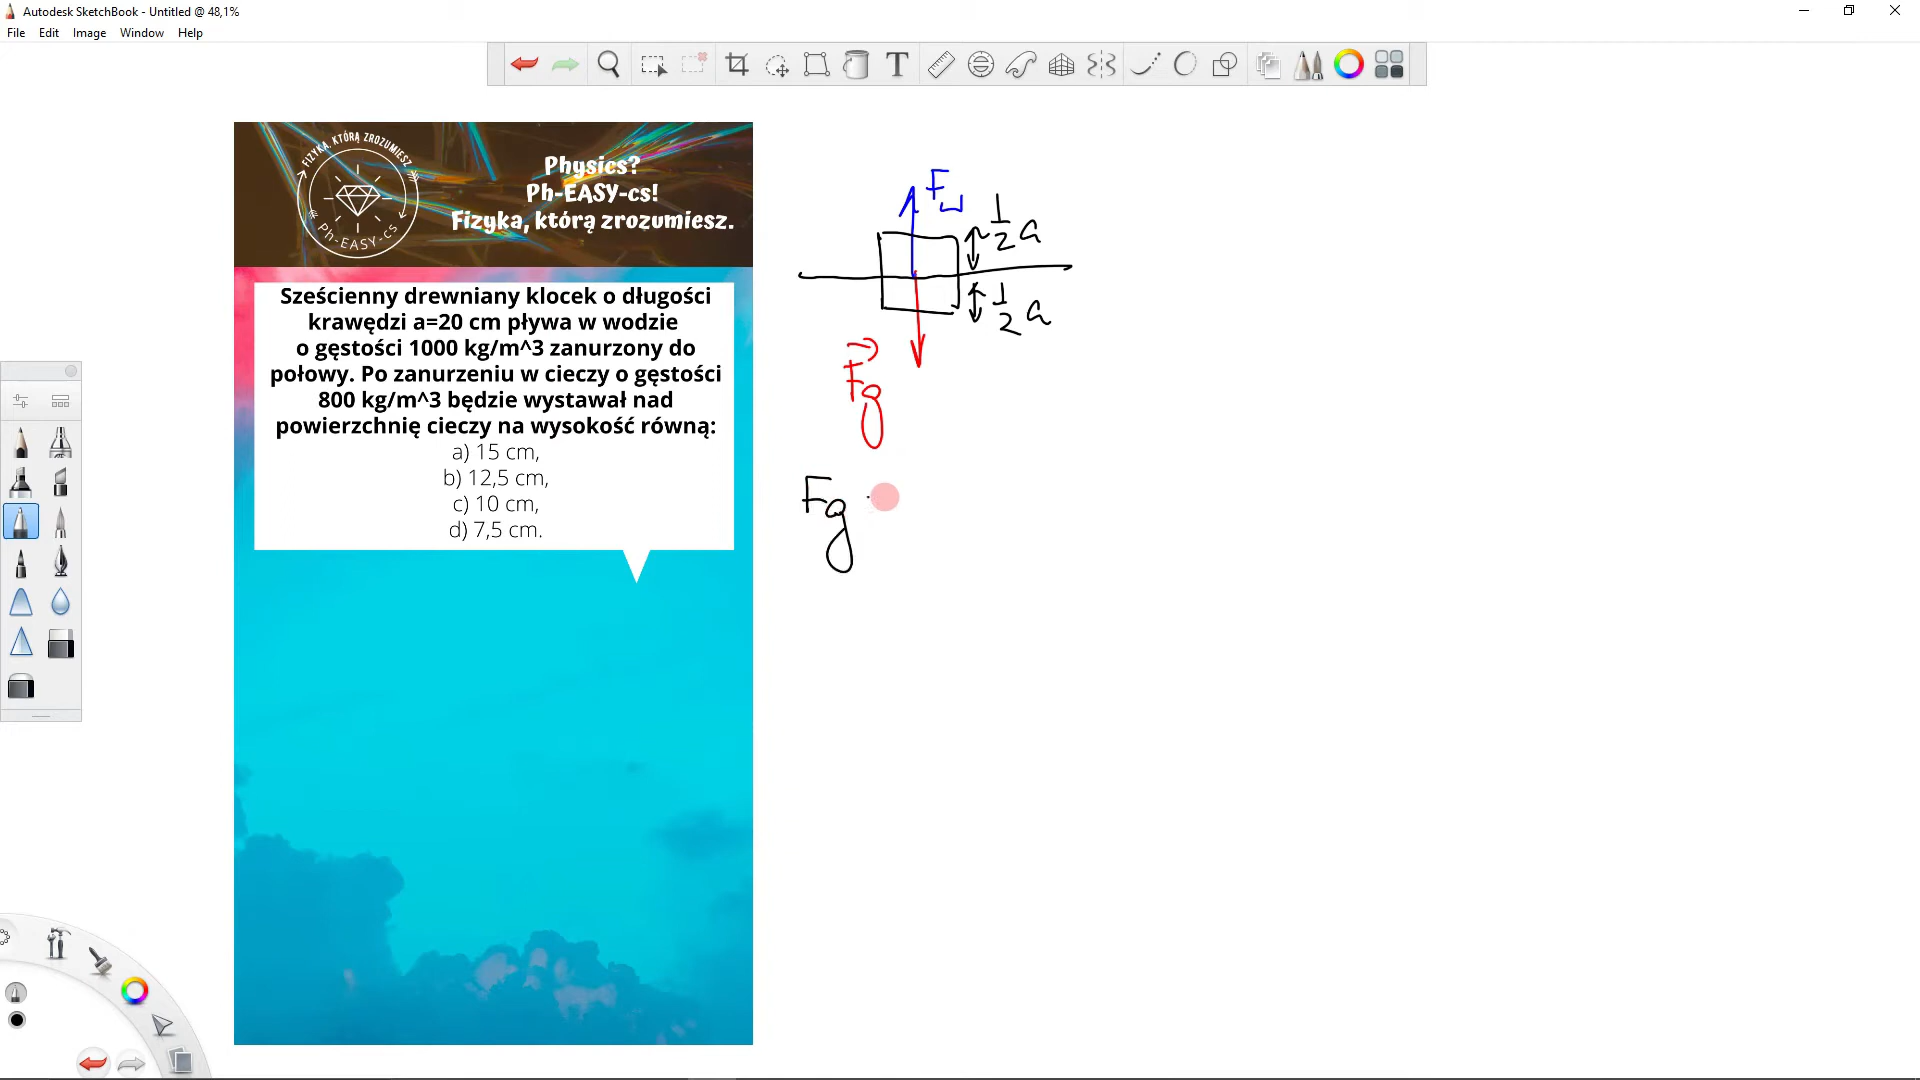 Autodesk SketchBook - Untitled @ 48,1%
File Edit Image Window Help
T
FIZYKA, KTÓRĄ ZROZUMIESZ
Ph-EASY-cs
Physics?
Ph-EASY-cs!
Fizyka, którą zrozumiesz.
Sześcienny drewniany klocek o długości
krawędzi a=20 cm pływa w wodzie
o gęstości 1000 kg/m^3 zanurzony do
połowy. Po zanurzeniu w cieczy o gęstości
800 kg/m^3 będzie wystawał nad
powierzchnię cieczy na wysokość równą:
a) 15 cm,
b) 12,5 cm,
c) 10 cm,
d) 7,5 cm.
Fw
1/2 a
1/2 a
Fg
Fg